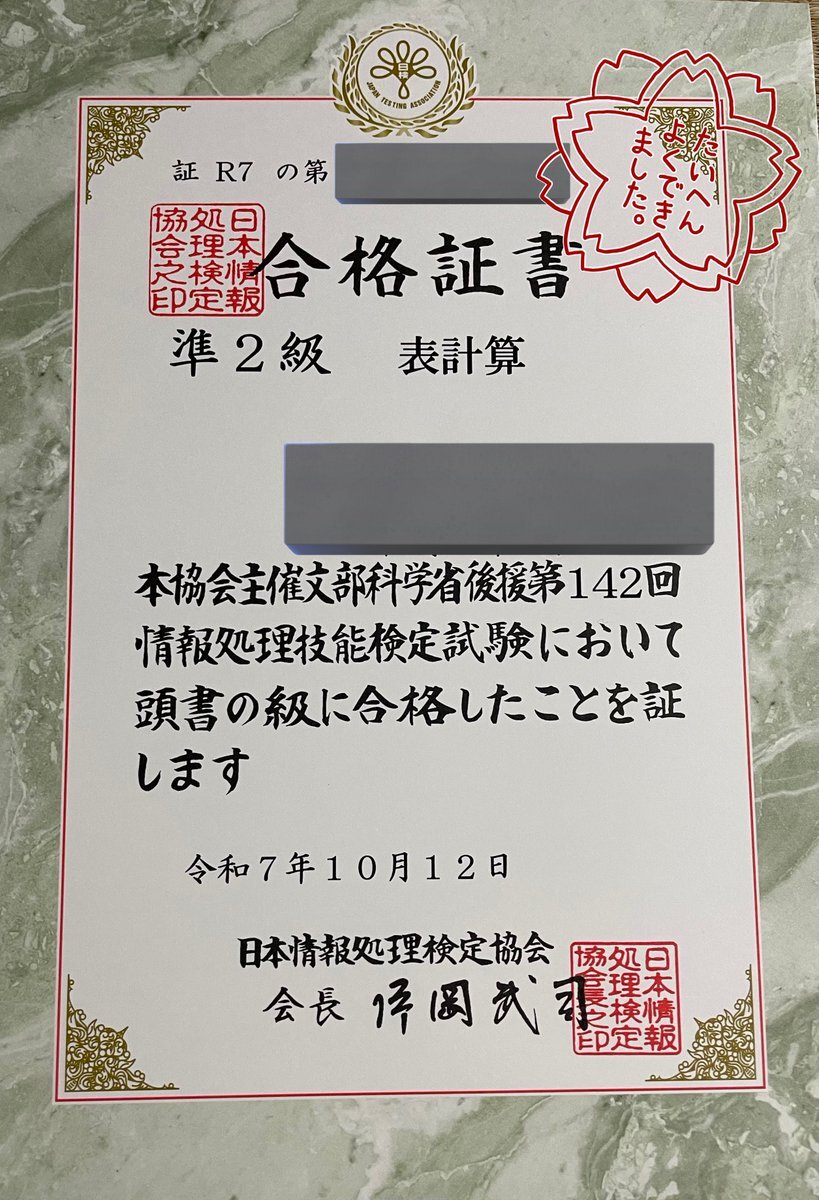 日検
JAPAN TESTING ASSOCIATION
たいへん
よくでき
ました。
証 R7 の第
日本情報
処理検定
協会之印
合格証書
準２級 表計算
本協会主催文部科学省後援第142回
情報処理技能検定試験において
頭書の級に合格したことを証
します
令和７年１０月１２日
日本情報処理検定協会
会長
日本情報
処理検定
協会長之印